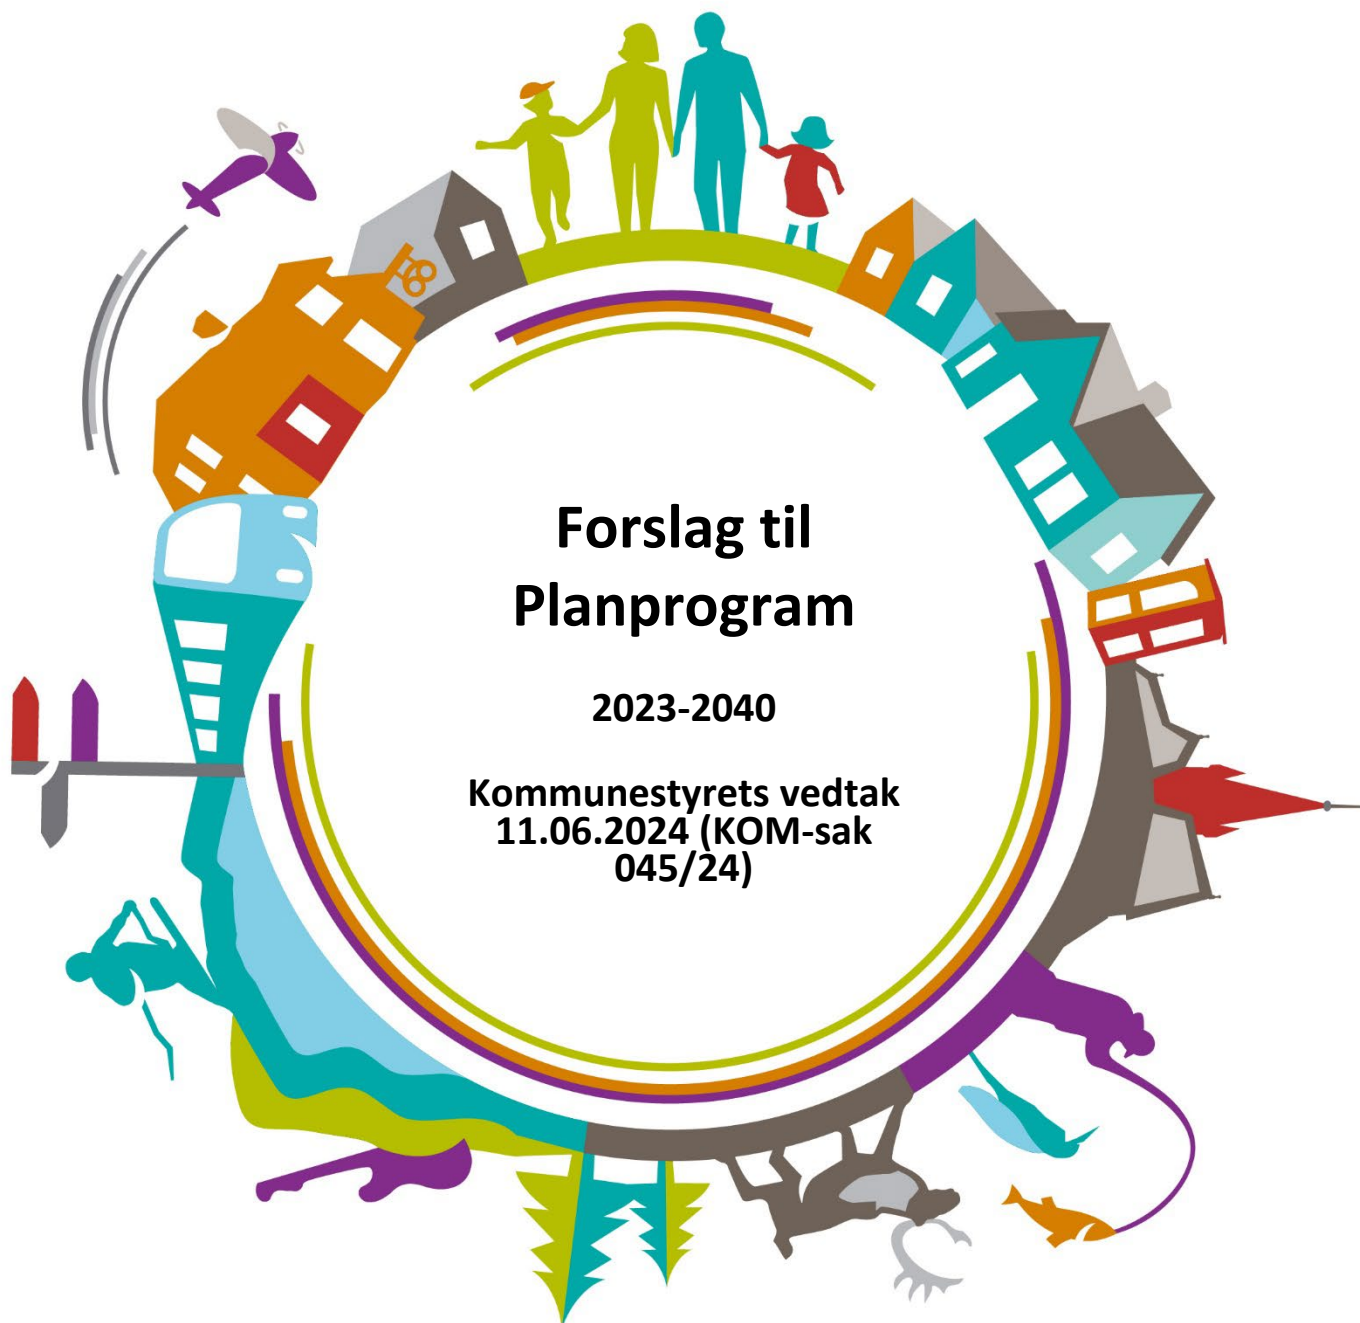 Forslag til
Planprogram
2023-2040
Kommunestyrets vedtak
11.06.2024 (KOM-sak
045/24)